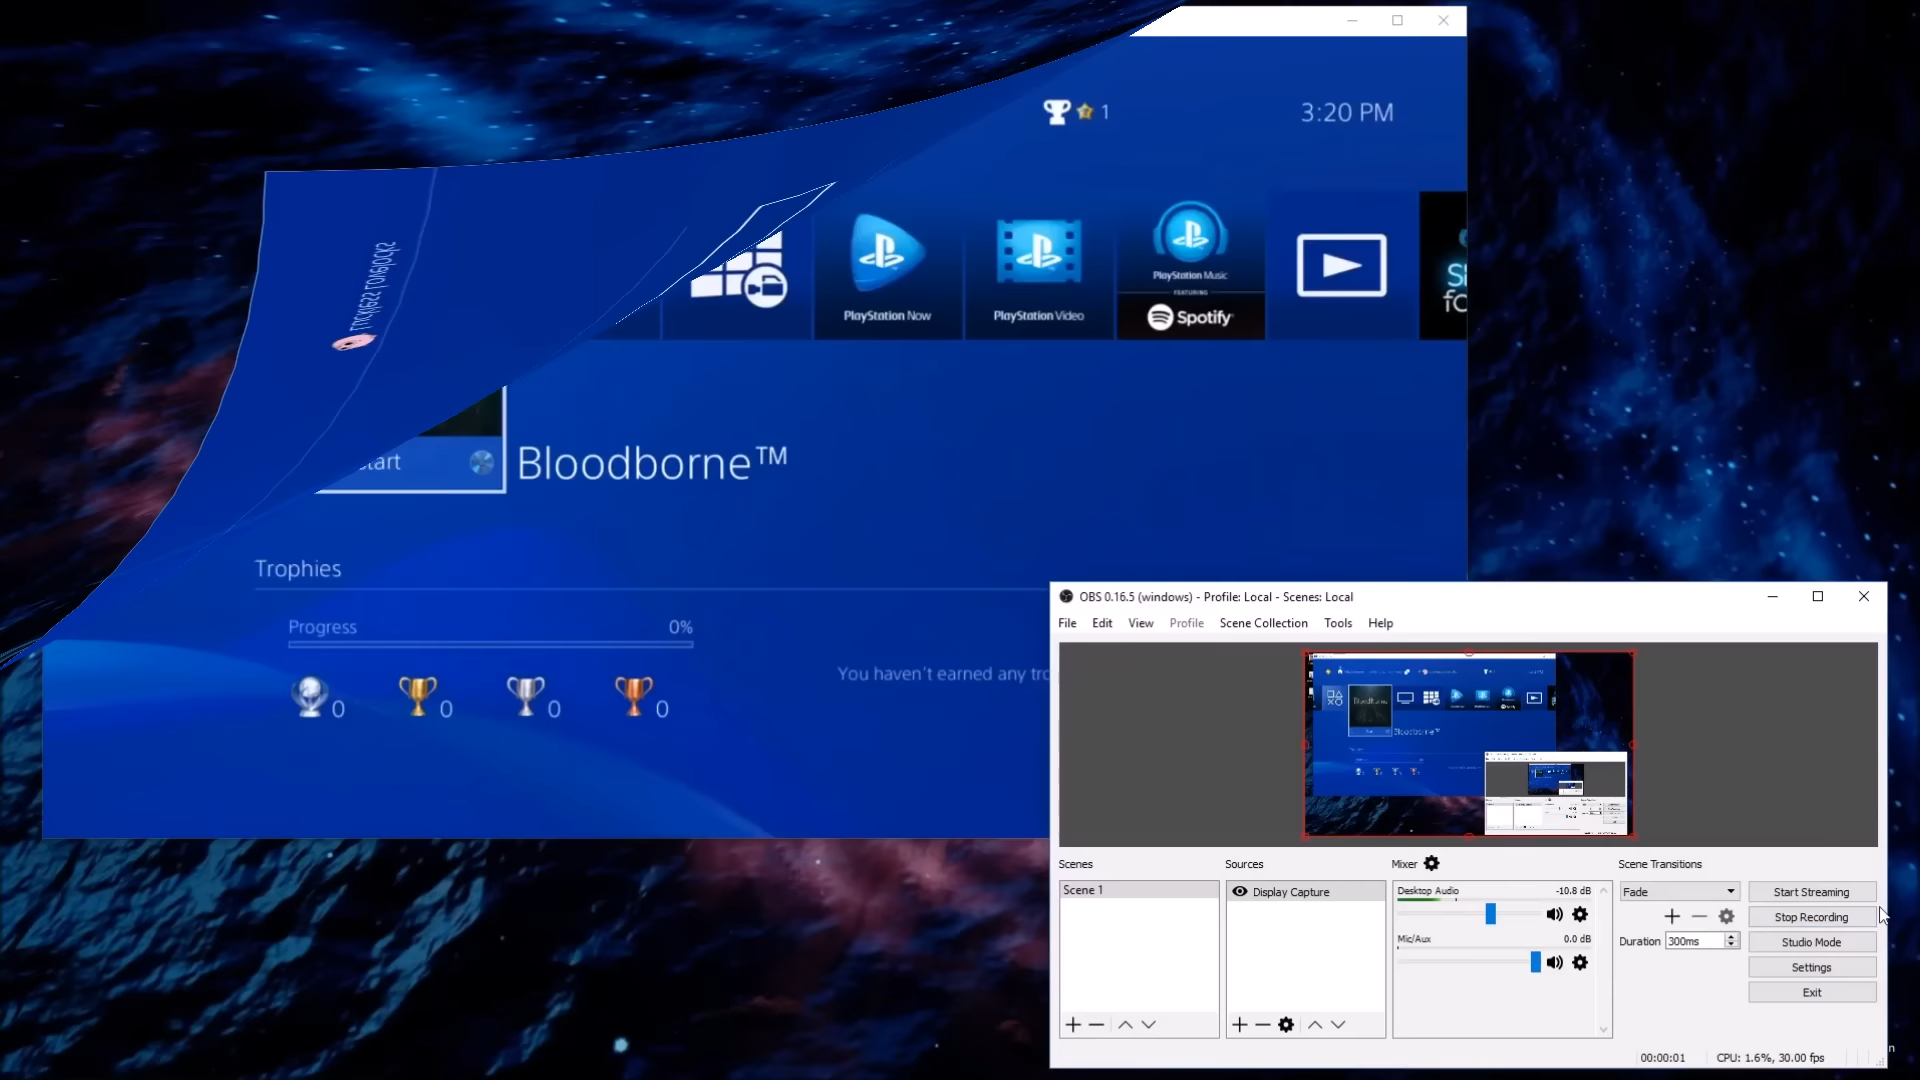 1
3:20 PM
PlayStation Now
PlayStation Video
PlayStation Music
FEATURING
Spotify
Start
Bloodborne™
Trophies
Progress
0%
You haven't earned any tro
0
0
0
0
OBS 0.16.5 (windows) - Profile: Local - Scenes: Local
File Edit View Profile Scene Collection Tools Help
Scenes
Sources
Mixer
Scene Transitions
Scene 1
Display Capture
Desktop Audio
-10.8 dB
Mic/Aux
0.0 dB
Fade
Duration 300ms
Start Streaming
Stop Recording
Studio Mode
Settings
Exit
00:00:01
CPU: 1.6%, 30.00 fps